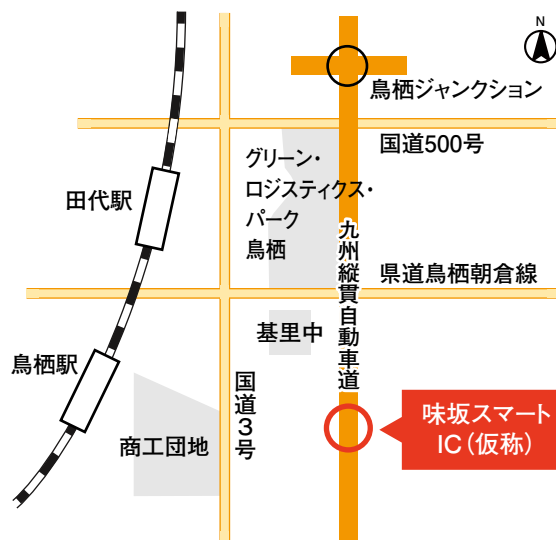 N
鳥栖ジャンクション
国道500号
グリーン・
ロジスティクス・
パーク
鳥栖
田代駅
九州縦貫自動車道
県道鳥栖朝倉線
基里中
鳥栖駅
国道3号
商工団地
味坂スマート
IC（仮称）